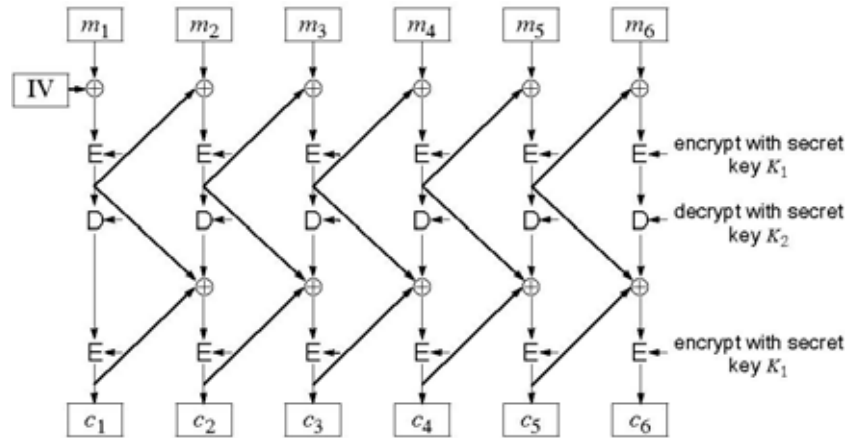 m₁ m₂ m₃ m₄ m₅ m₆
IV
E E E E E E encrypt with secret
key K₁
D D D D D D decrypt with secret
key K₂
E E E E E E encrypt with secret
key K₁
c₁ c₂ c₃ c₄ c₅ c₆